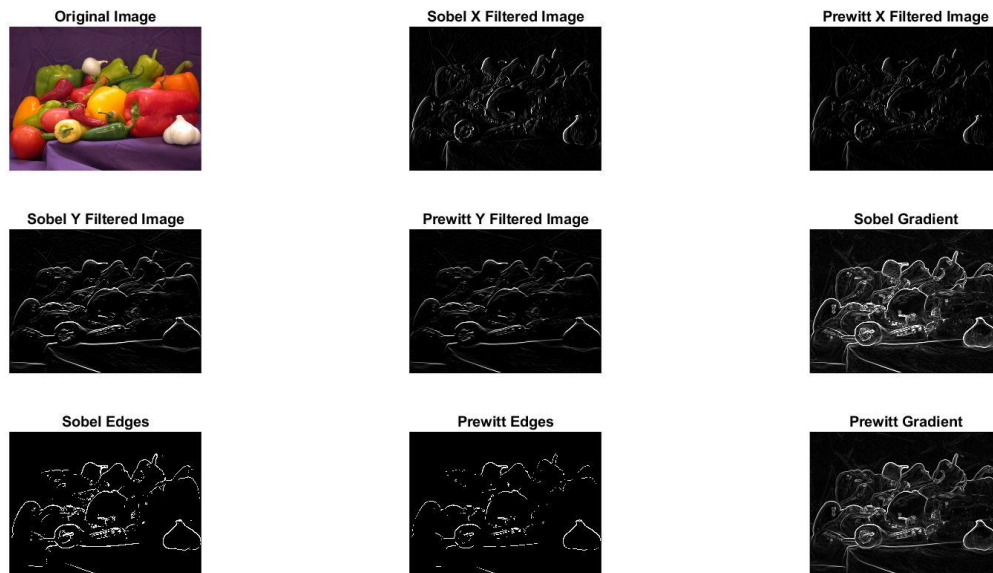 Original Image
Sobel X Filtered Image
Prewitt X Filtered Image
Sobel Y Filtered Image
Prewitt Y Filtered Image
Sobel Gradient
Sobel Edges
Prewitt Edges
Prewitt Gradient